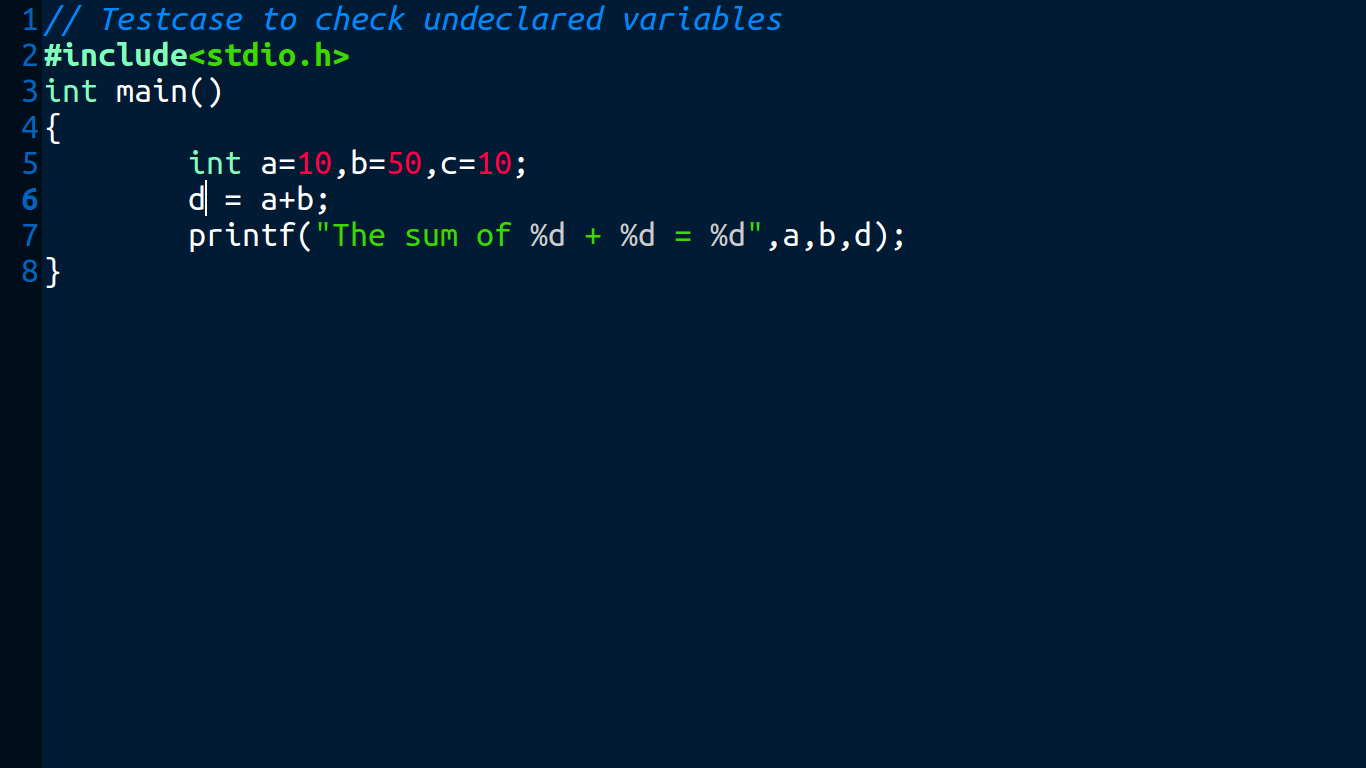 1// Testcase to check undeclared variables
2#include<stdio.h>
3int main()
4{
5        int a=10,b=50,c=10;
6        d = a+b;
7        printf("The sum of %d + %d = %d",a,b,d);
8}